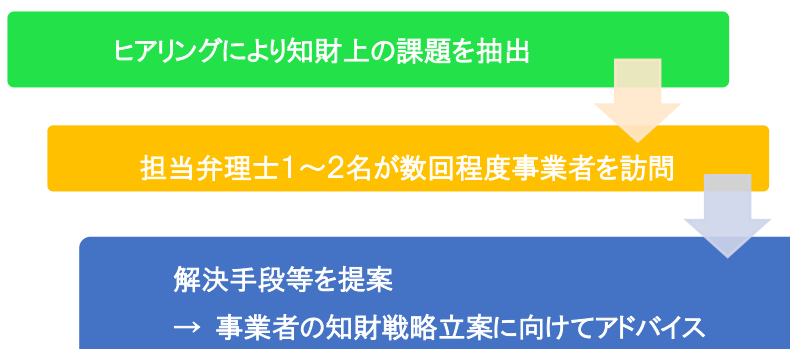 ヒアリングにより知財上の課題を抽出
担当弁理士1～2名が数回程度事業者を訪問
解決手段等を提案
→ 事業者の知財戦略立案に向けてアドバイス